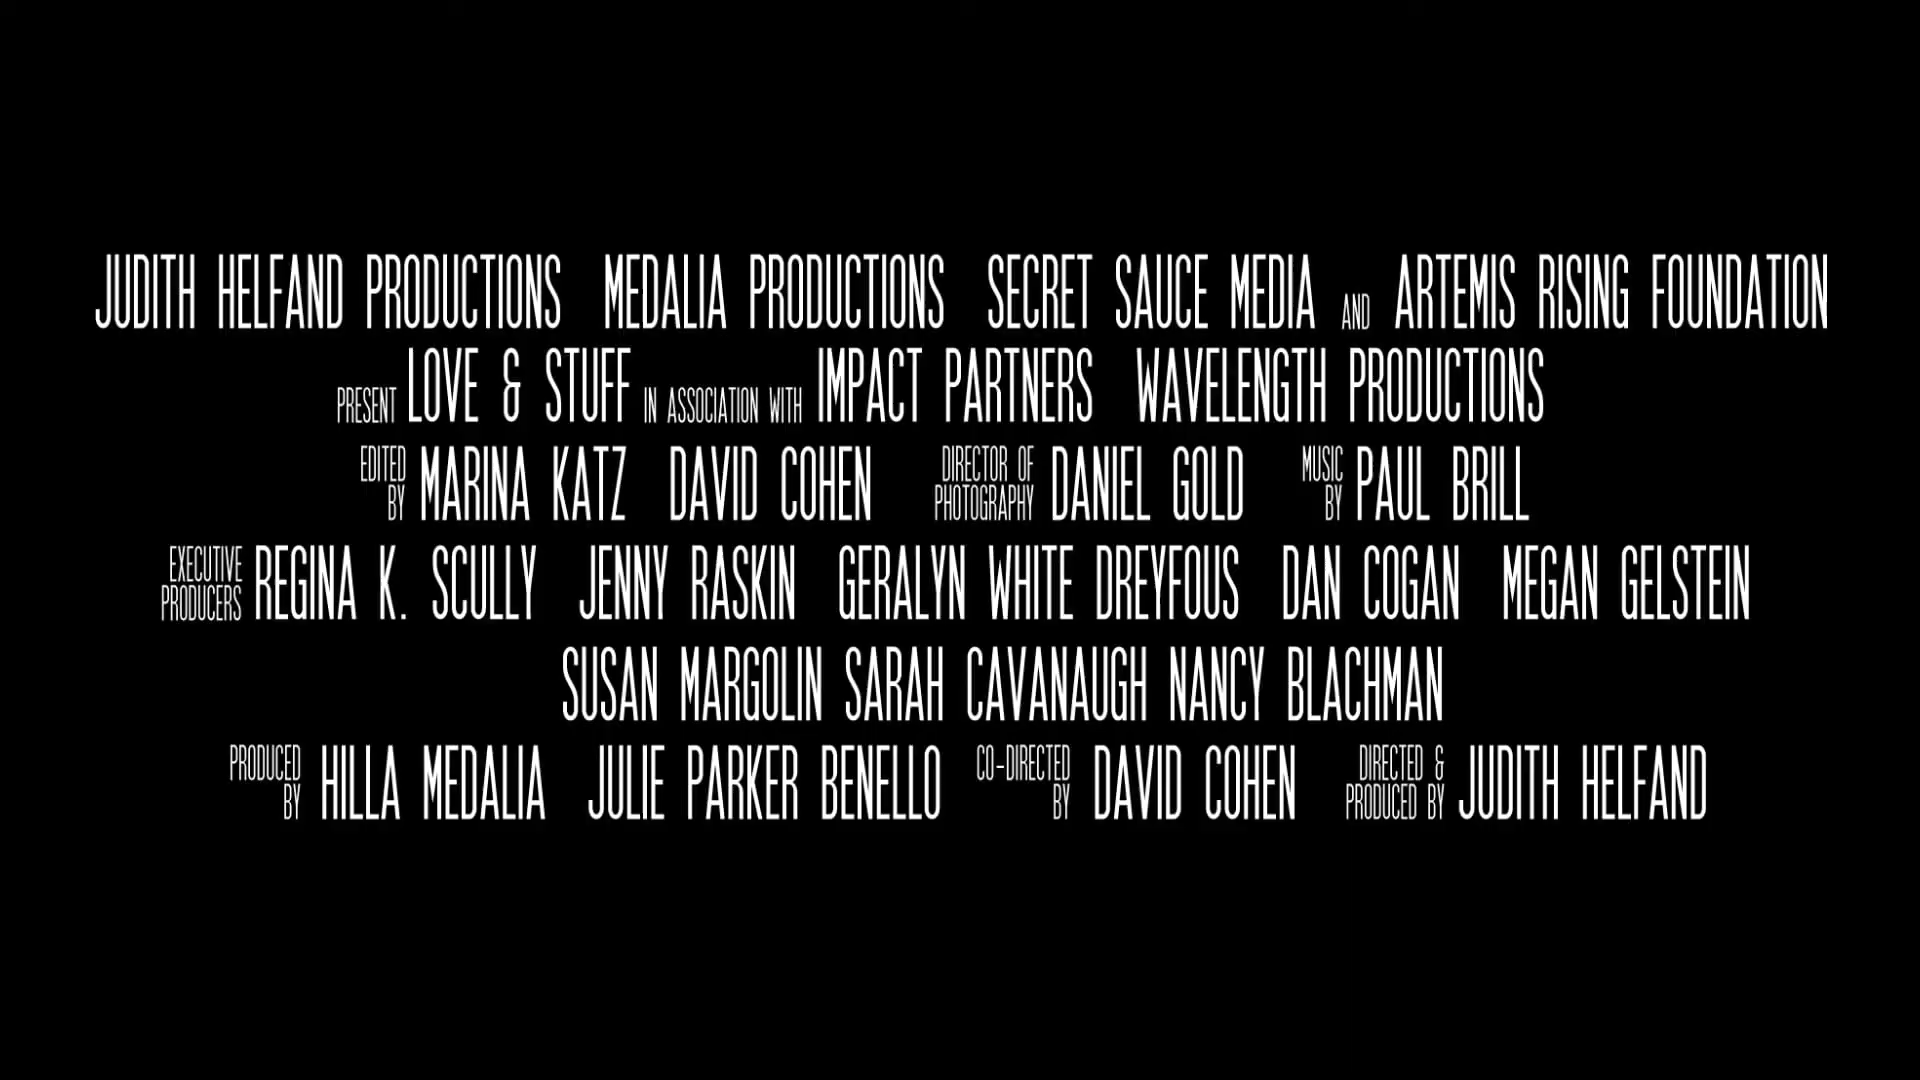 JUDITH HELFAND PRODUCTIONS MEDALIA PRODUCTIONS SECRET SAUCE MEDIA AND ARTEMIS RISING FOUNDATION
PRESENT LOVE & STUFF IN ASSOCIATION WITH IMPACT PARTNERS WAVELENGTH PRODUCTIONS
EDITED BY MARINA KATZ DAVID COHEN DIRECTOR OF PHOTOGRAPHY DANIEL GOLD MUSIC BY PAUL BRILL
EXECUTIVE PRODUCERS REGINA K. SCULLY JENNY RASKIN GERALYN WHITE DREYFOUS DAN COGAN MEGAN GELSTEIN
SUSAN MARGOLIN SARAH CAVANAUGH NANCY BLACHMAN
PRODUCED BY HILLA MEDALIA JULIE PARKER BENELLO CO-DIRECTED BY DAVID COHEN DIRECTED & PRODUCED BY JUDITH HELFAND